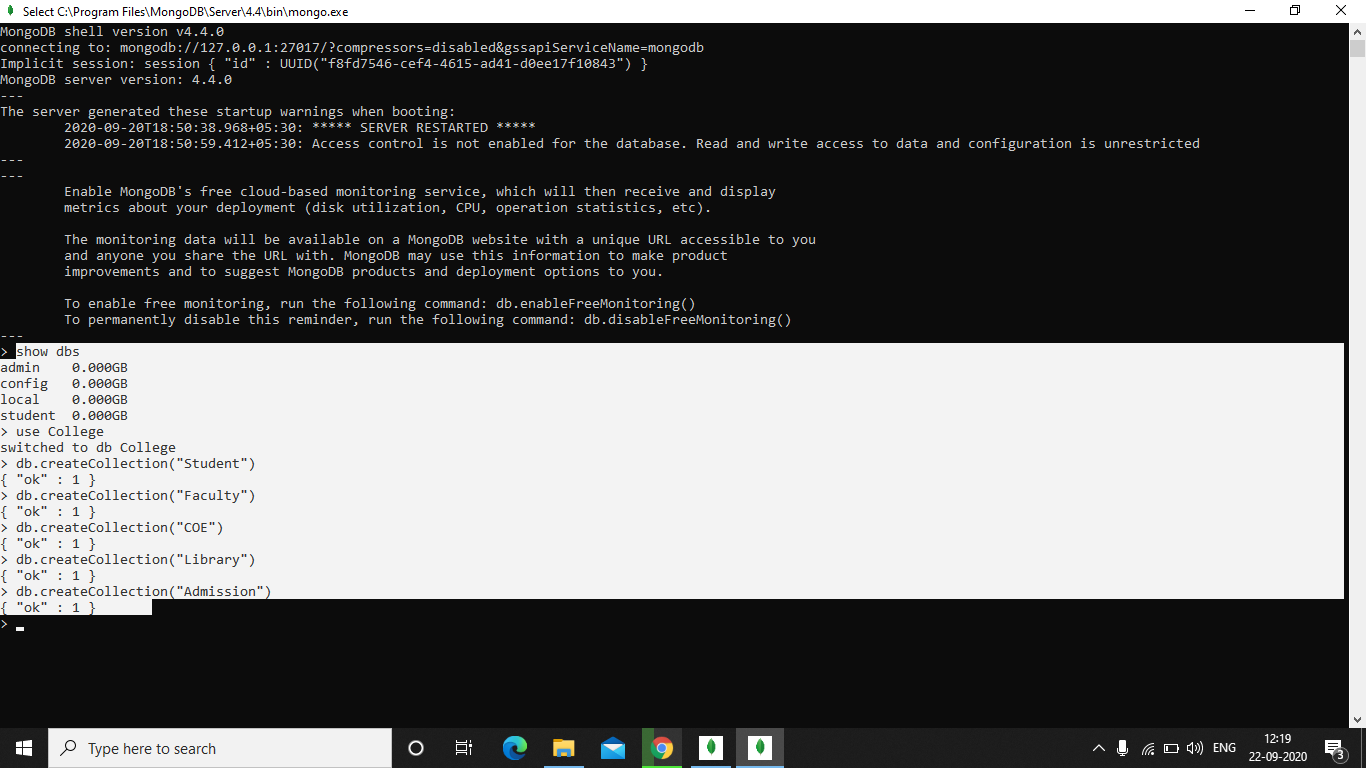 Select C:\Program Files\MongoDB\Server\4.4\bin\mongo.exe
MongoDB shell version v4.4.0
connecting to: mongodb://127.0.0.1:27017/?compressors=disabled&gssapiServiceName=mongodb
Implicit session: session { "id" : UUID("f8fd7546-cef4-4615-ad41-d0ee17f10843") }
MongoDB server version: 4.4.0
---
The server generated these startup warnings when booting:
        2020-09-20T18:50:38.968+05:30: ***** SERVER RESTARTED *****
        2020-09-20T18:50:59.412+05:30: Access control is not enabled for the database. Read and write access to data and configuration is unrestricted
---
---
        Enable MongoDB's free cloud-based monitoring service, which will then receive and display
        metrics about your deployment (disk utilization, CPU, operation statistics, etc).

        The monitoring data will be available on a MongoDB website with a unique URL accessible to you
        and anyone you share the URL with. MongoDB may use this information to make product
        improvements and to suggest MongoDB products and deployment options to you.

        To enable free monitoring, run the following command: db.enableFreeMonitoring()
        To permanently disable this reminder, run the following command: db.disableFreeMonitoring()
---
> show dbs
admin    0.000GB
config   0.000GB
local    0.000GB
student  0.000GB
> use College
switched to db College
> db.createCollection("Student")
{ "ok" : 1 }
> db.createCollection("Faculty")
{ "ok" : 1 }
> db.createCollection("COE")
{ "ok" : 1 }
> db.createCollection("Library")
{ "ok" : 1 }
> db.createCollection("Admission")
{ "ok" : 1 }
>
Type here to search
ENG
12:19
22-09-2020
3